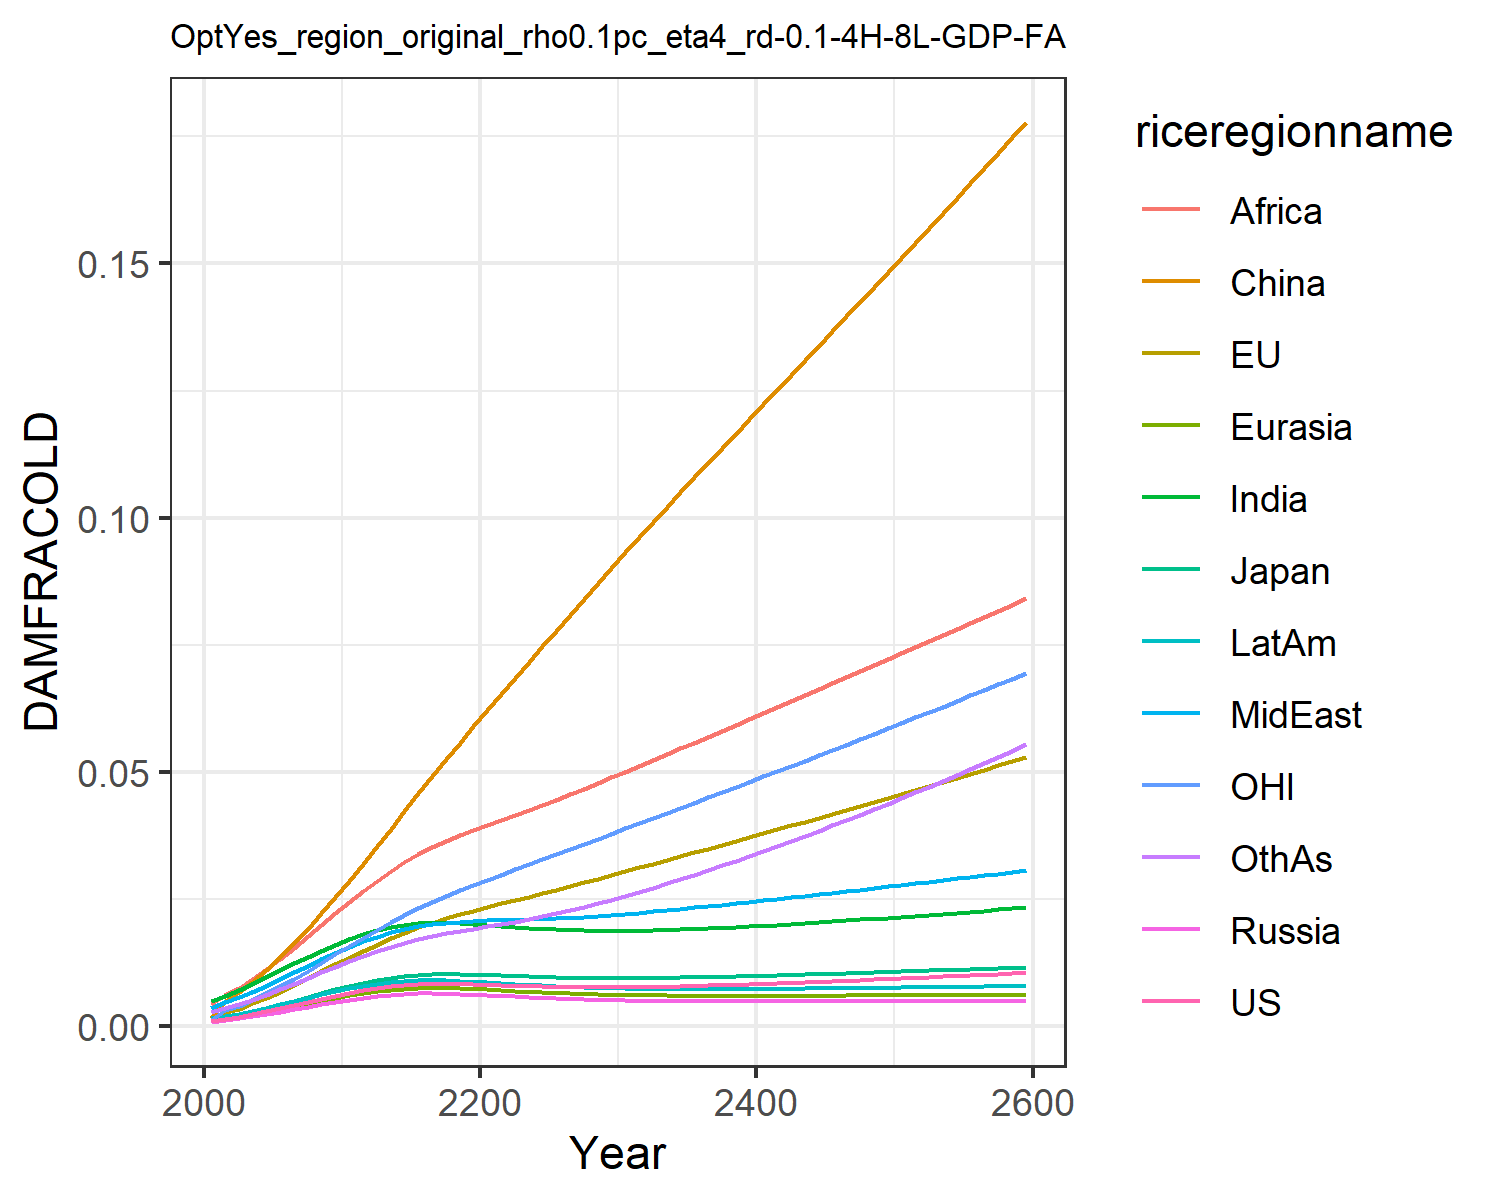 OptYes_region_original_rho0.1pc_eta4_rd-0.1-4H-8L-GDP-FA
DAMFRACOLD
0.15
0.10
0.05
0.00
2000 2200 2400 2600
Year
riceregionname
Africa
China
EU
Eurasia
India
Japan
LatAm
MidEast
OHI
OthAs
Russia
US